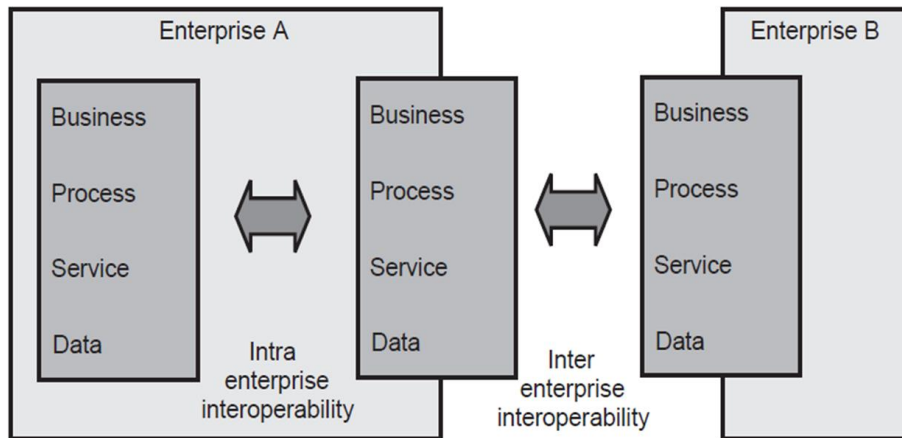 Enterprise A
Enterprise B
Business
Process
Service
Data
Intra
enterprise
interoperability
Business
Process
Service
Data
Inter
enterprise
interoperability
Business
Process
Service
Data